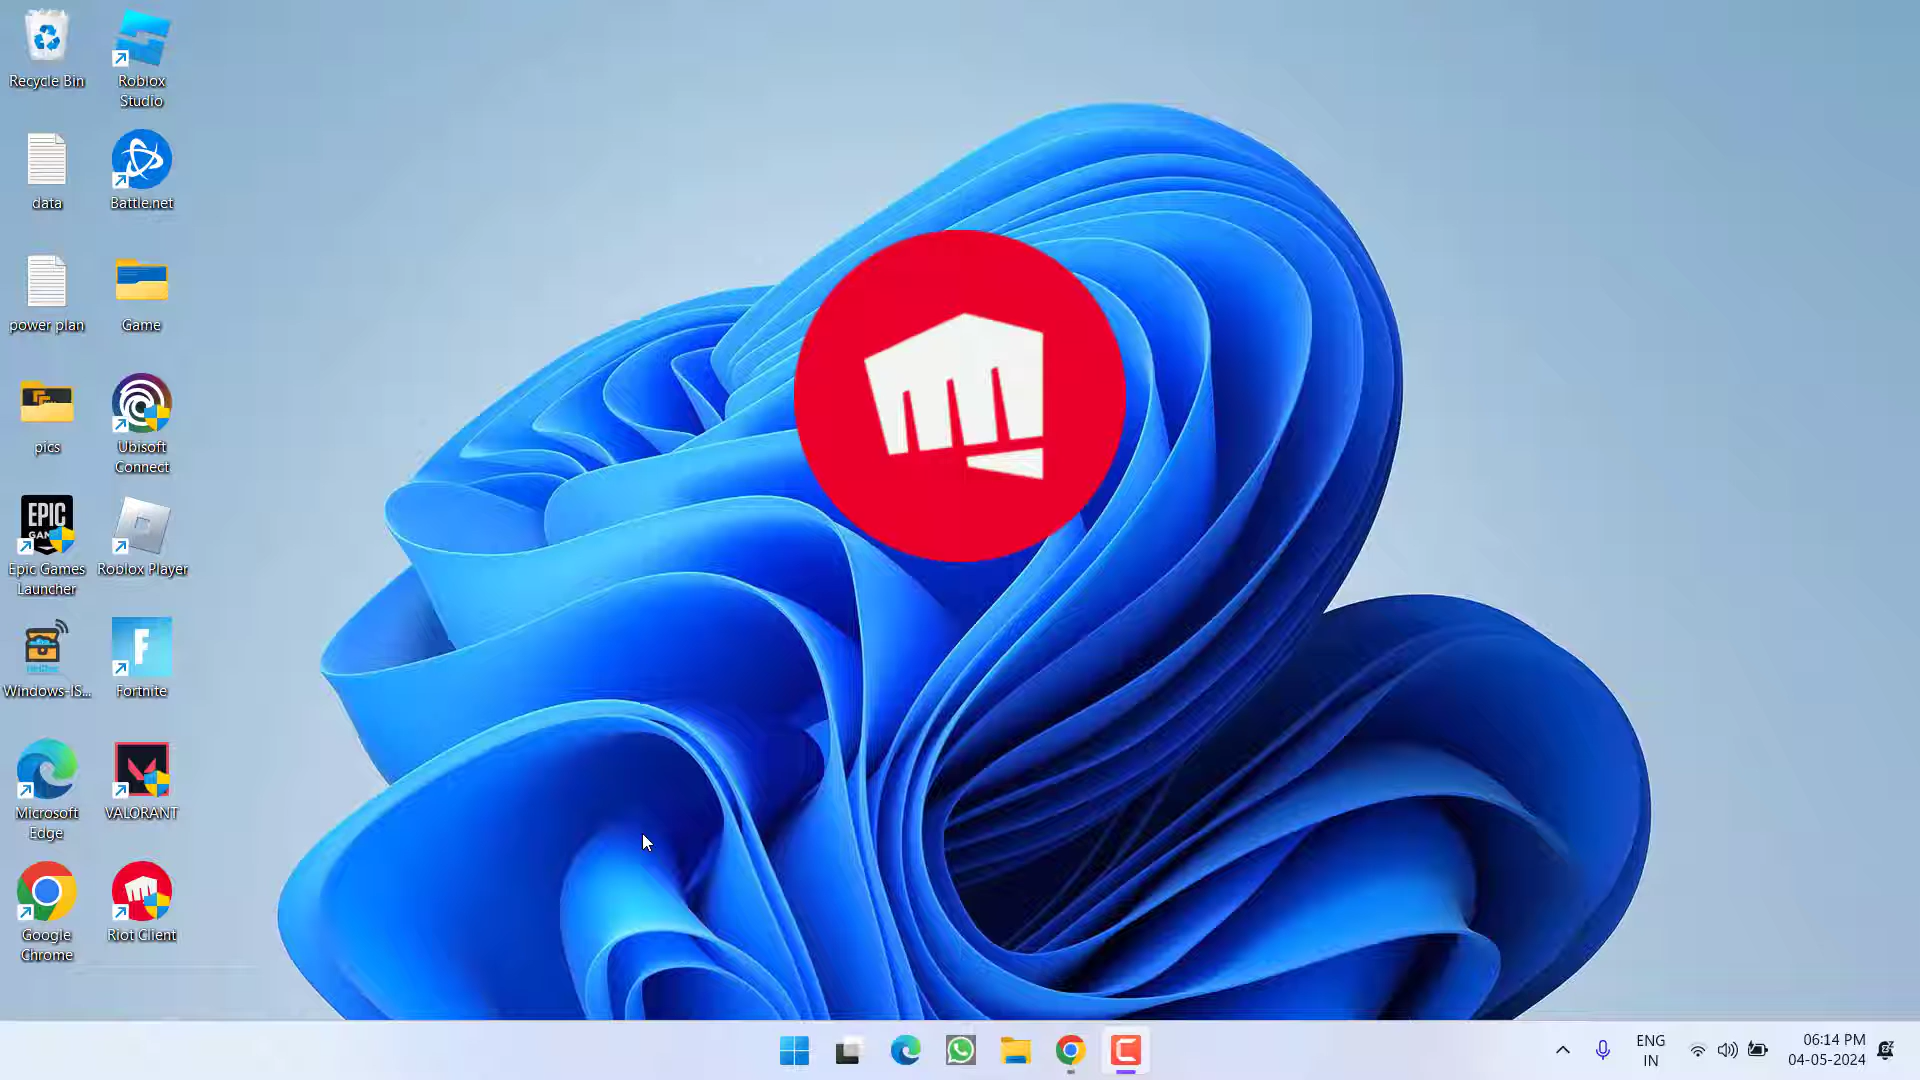 Recycle Bin
Roblox
Studio
data
Battle.net
power plan
Game
pics
Ubisoft
Connect
EPIC
Epic Games
Launcher
Roblox Player
Windows-IS...
F
Fortnite
Microsoft
Edge
VALORANT
Google
Chrome
Riot Client
ENG
IN
06:14 PM
04-05-2024